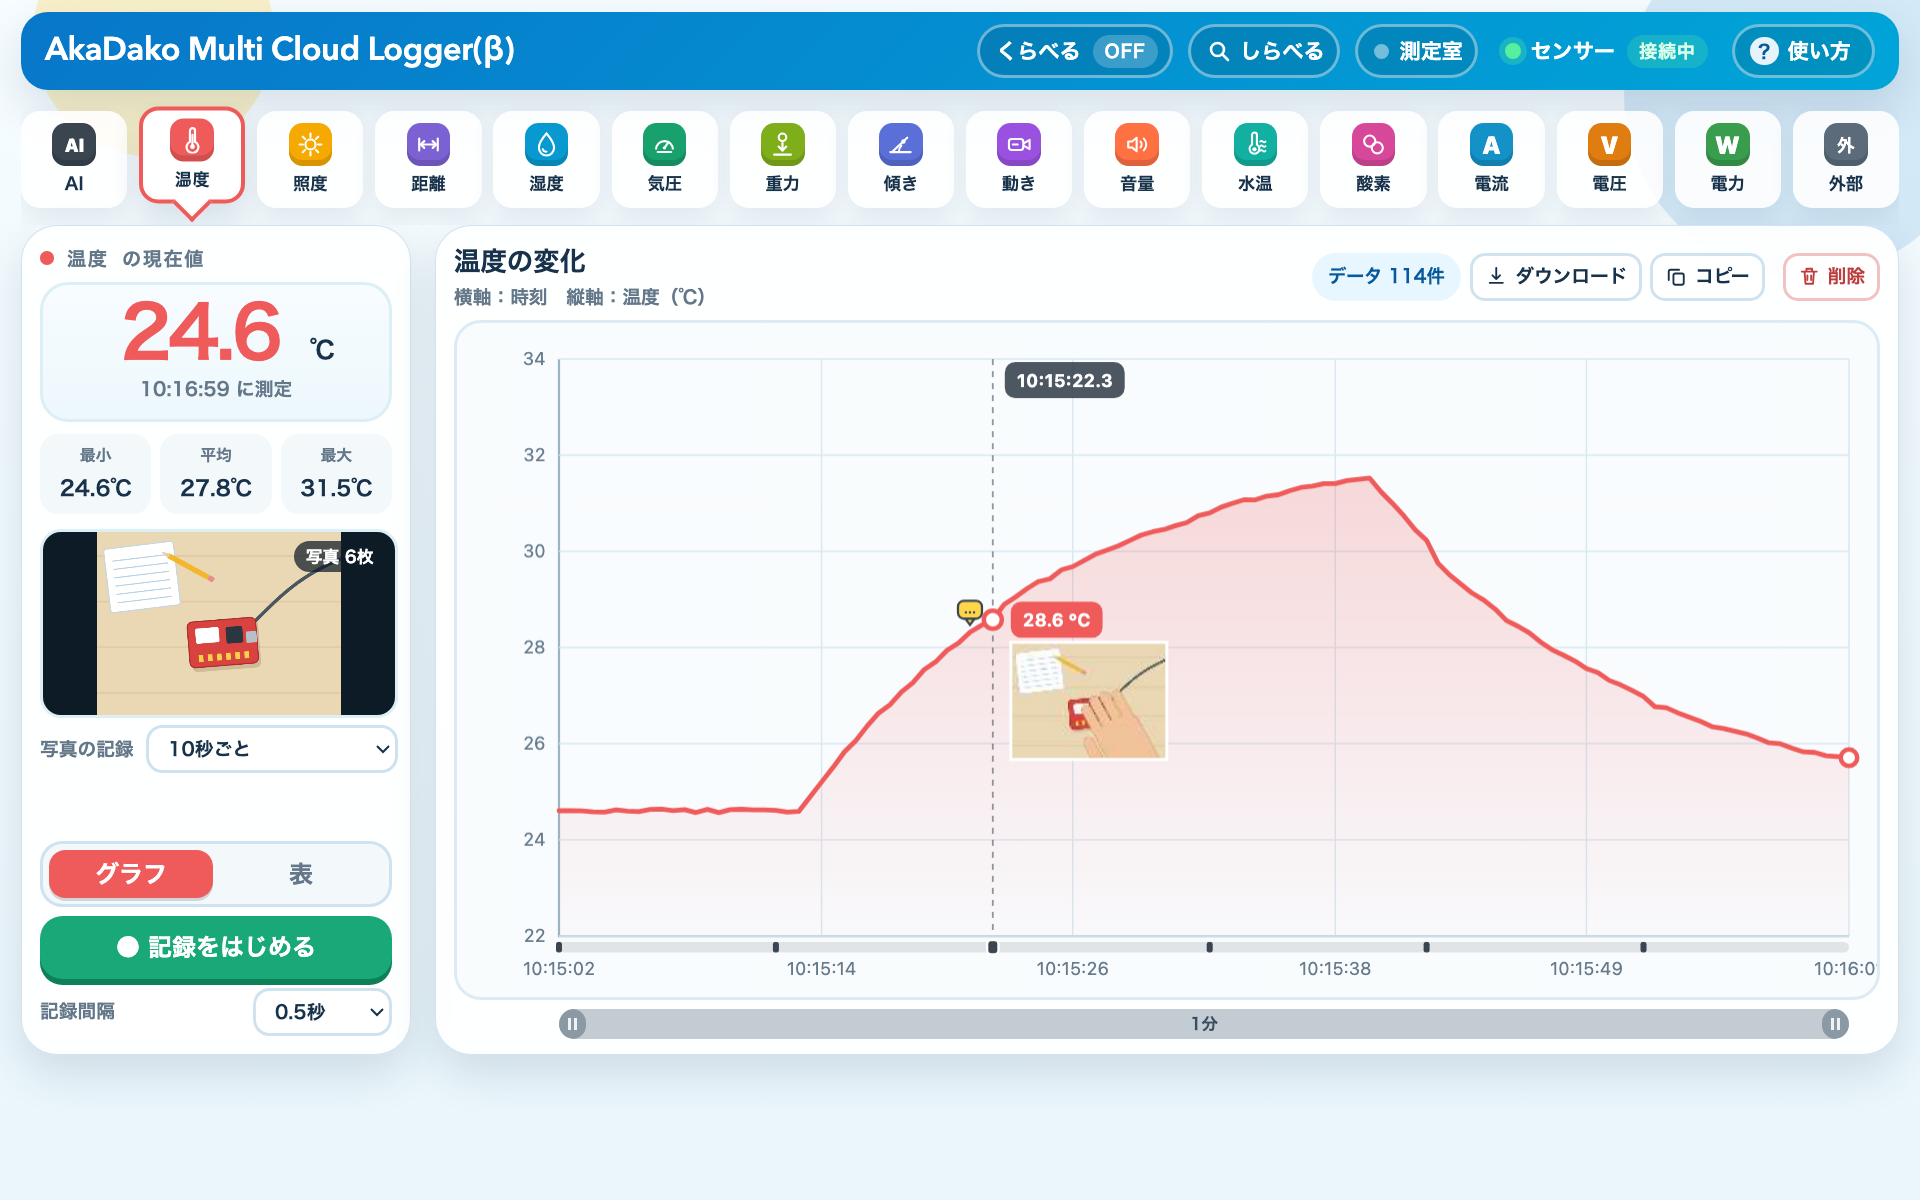 AkaDako Multi Cloud Logger(β)
くらべる OFF
しらべる
測定室
センサー 接続中
? 使い方
AI
AI
温度
照度
距離
湿度
気圧
重力
傾き
動き
音量
水温
酸素
A
電流
V
電圧
W
電力
外
外部
温度 の現在値
24.6 ℃
10:16:59 に測定
最小
24.6℃
平均
27.8℃
最大
31.5℃
写真 6枚
写真の記録 10秒ごと
グラフ 表
記録をはじめる
記録間隔 0.5秒
温度の変化
横軸：時刻 縦軸：温度（℃）
データ 114件
ダウンロード
コピー
削除
34
32
30
28
26
24
22
10:15:22.3
28.6 ℃
10:15:02 10:15:14 10:15:26 10:15:38 10:15:49 10:16:0
1分